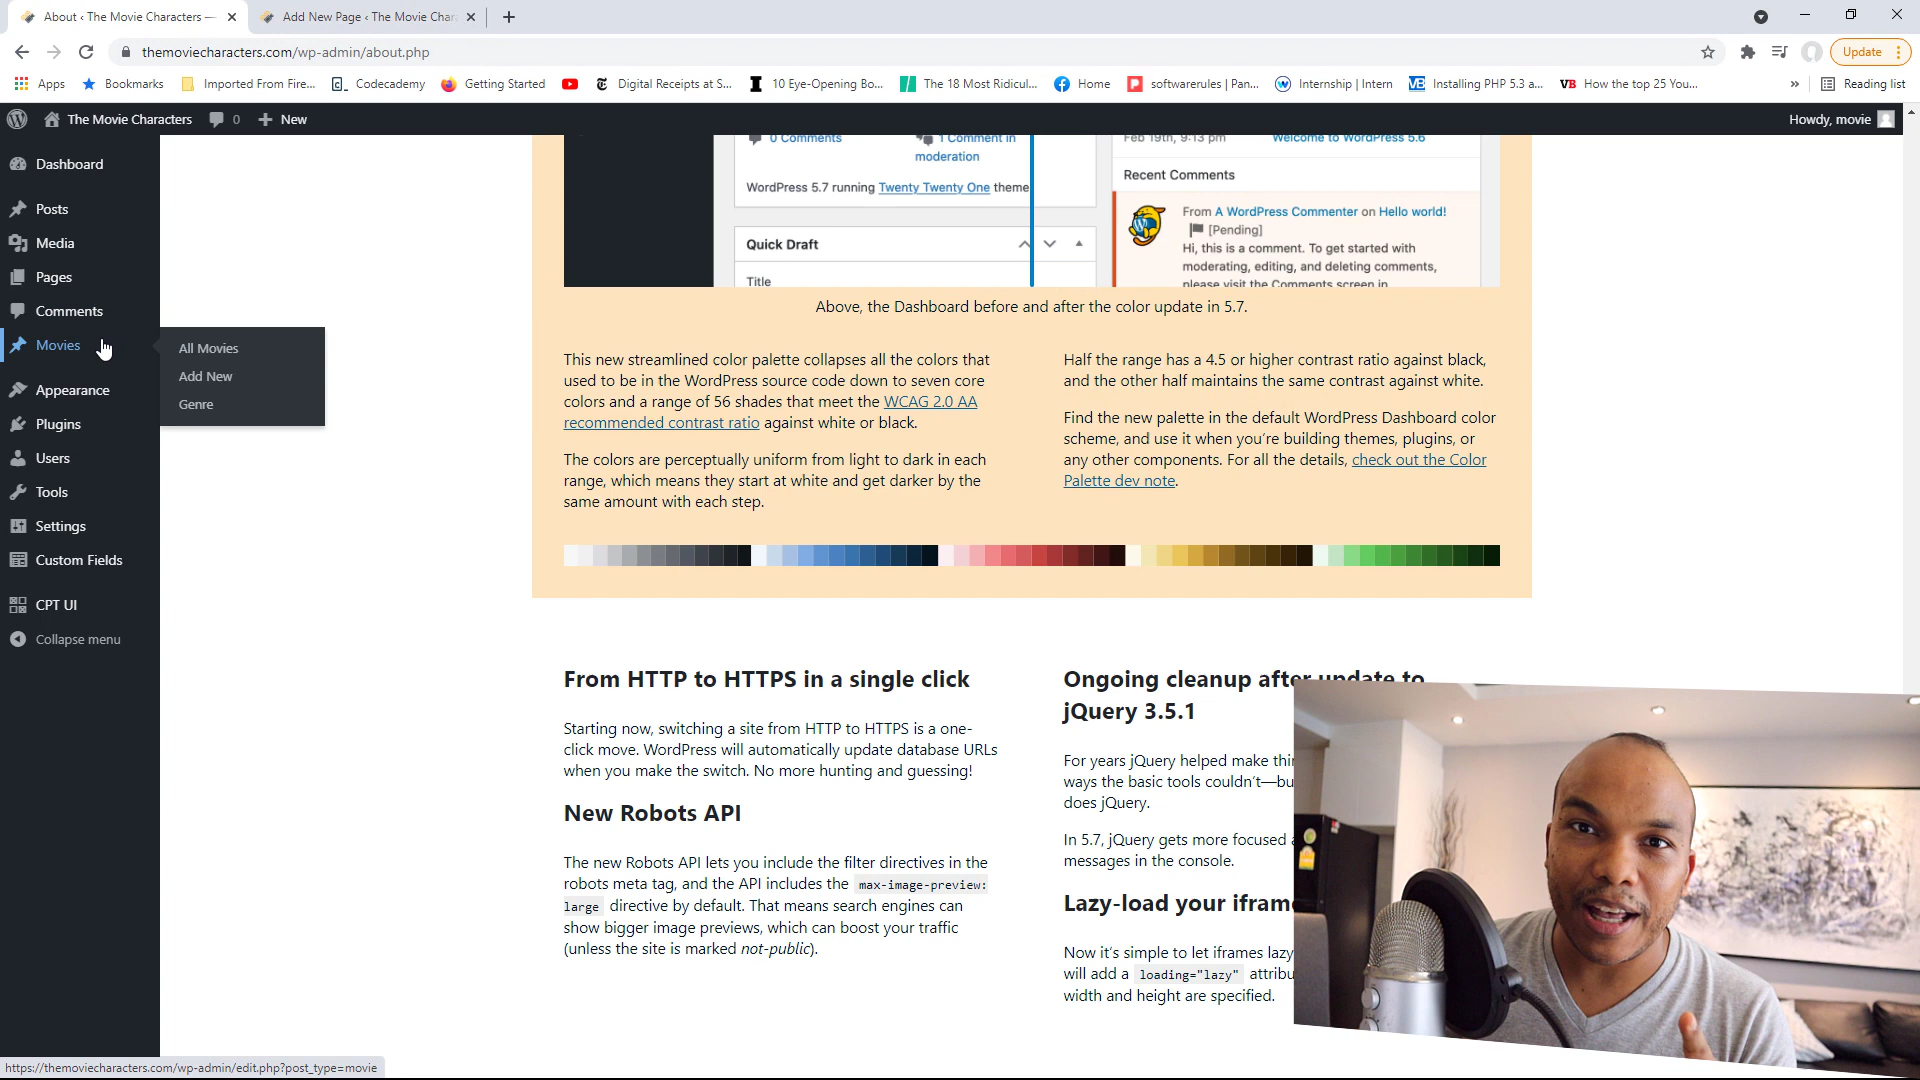 About ‹ The Movie Characters —
Add New Page ‹ The Movie Char
themoviecharacters.com/wp-admin/about.php
Update
Apps
Bookmarks
Imported From Fire...
Codecademy
Getting Started
Digital Receipts at S...
10 Eye-Opening Bo...
The 18 Most Ridicul...
Home
softwarerules | Pan...
Internship | Intern
Installing PHP 5.3 a...
How the top 25 You...
»
Reading list
The Movie Characters
0
New
Howdy, movie
Dashboard
Posts
Media
Pages
Comments
Movies
All Movies
Add New
Genre
Appearance
Plugins
Users
Tools
Settings
Custom Fields
CPT UI
Collapse menu
0 Comments
1 Comment in
moderation
WordPress 5.7 running Twenty Twenty One theme
Quick Draft
Title
Feb 19th, 9:13 pm
Welcome to WordPress 5.6
Recent Comments
From A WordPress Commenter on Hello world!
[Pending]
Hi, this is a comment. To get started with
moderating, editing, and deleting comments,
please visit the Comments screen in
Above, the Dashboard before and after the color update in 5.7.
This new streamlined color palette collapses all the colors that
used to be in the WordPress source code down to seven core
colors and a range of 56 shades that meet the WCAG 2.0 AA
recommended contrast ratio against white or black.
The colors are perceptually uniform from light to dark in each
range, which means they start at white and get darker by the
same amount with each step.
Half the range has a 4.5 or higher contrast ratio against black,
and the other half maintains the same contrast against white.
Find the new palette in the default WordPress Dashboard color
scheme, and use it when you’re building themes, plugins, or
any other components. For all the details, check out the Color
Palette dev note.
From HTTP to HTTPS in a single click
Starting now, switching a site from HTTP to HTTPS is a one-
click move. WordPress will automatically update database URLs
when you make the switch. No more hunting and guessing!
New Robots API
The new Robots API lets you include the filter directives in the
robots meta tag, and the API includes the max-image-preview:
large directive by default. That means search engines can
show bigger image previews, which can boost your traffic
(unless the site is marked not-public).
Ongoing cleanup after update to
jQuery 3.5.1
For years jQuery helped make thi
ways the basic tools couldn’t—bu
does jQuery.
In 5.7, jQuery gets more focused
messages in the console.
Lazy-load your ifram
Now it’s simple to let iframes lazy
will add a loading="lazy" attribu
width and height are specified.
https://themoviecharacters.com/wp-admin/edit.php?post_type=movie